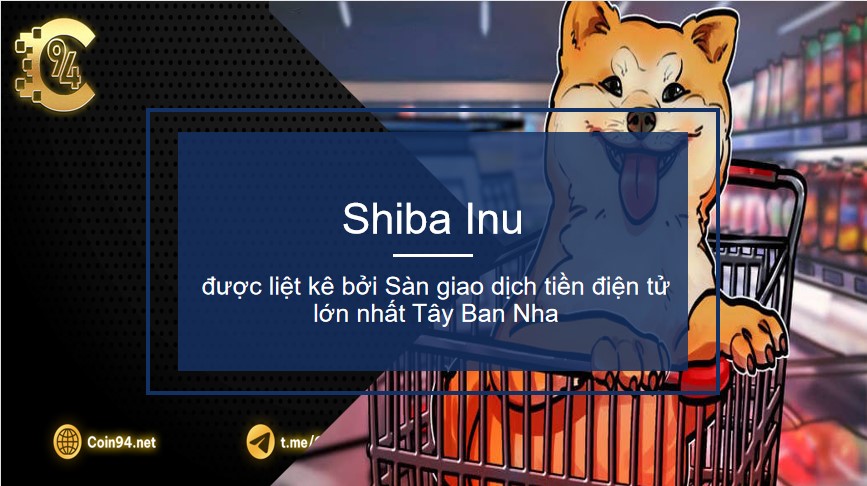 C94
Shiba Inu
được liệt kê bởi Sàn giao dịch tiền điện tử
lớn nhất Tây Ban Nha
Coin94.net
t.me/